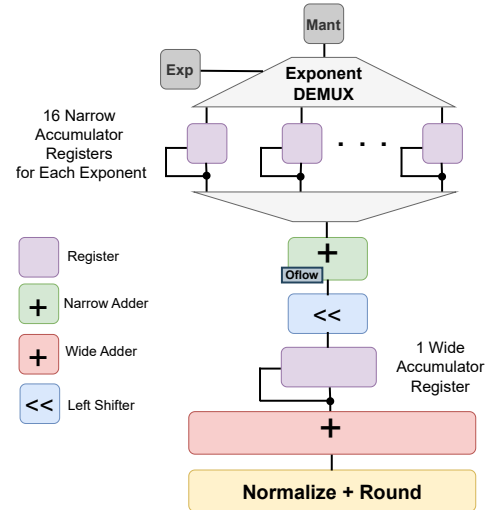 Mant
Exp
Exponent
DEMUX
16 Narrow
Accumulator
Registers
for Each Exponent
. . .
+
Oflow
<<
Register
+
Narrow Adder
+
Wide Adder
<<
Left Shifter
1 Wide
Accumulator
Register
+
Normalize + Round